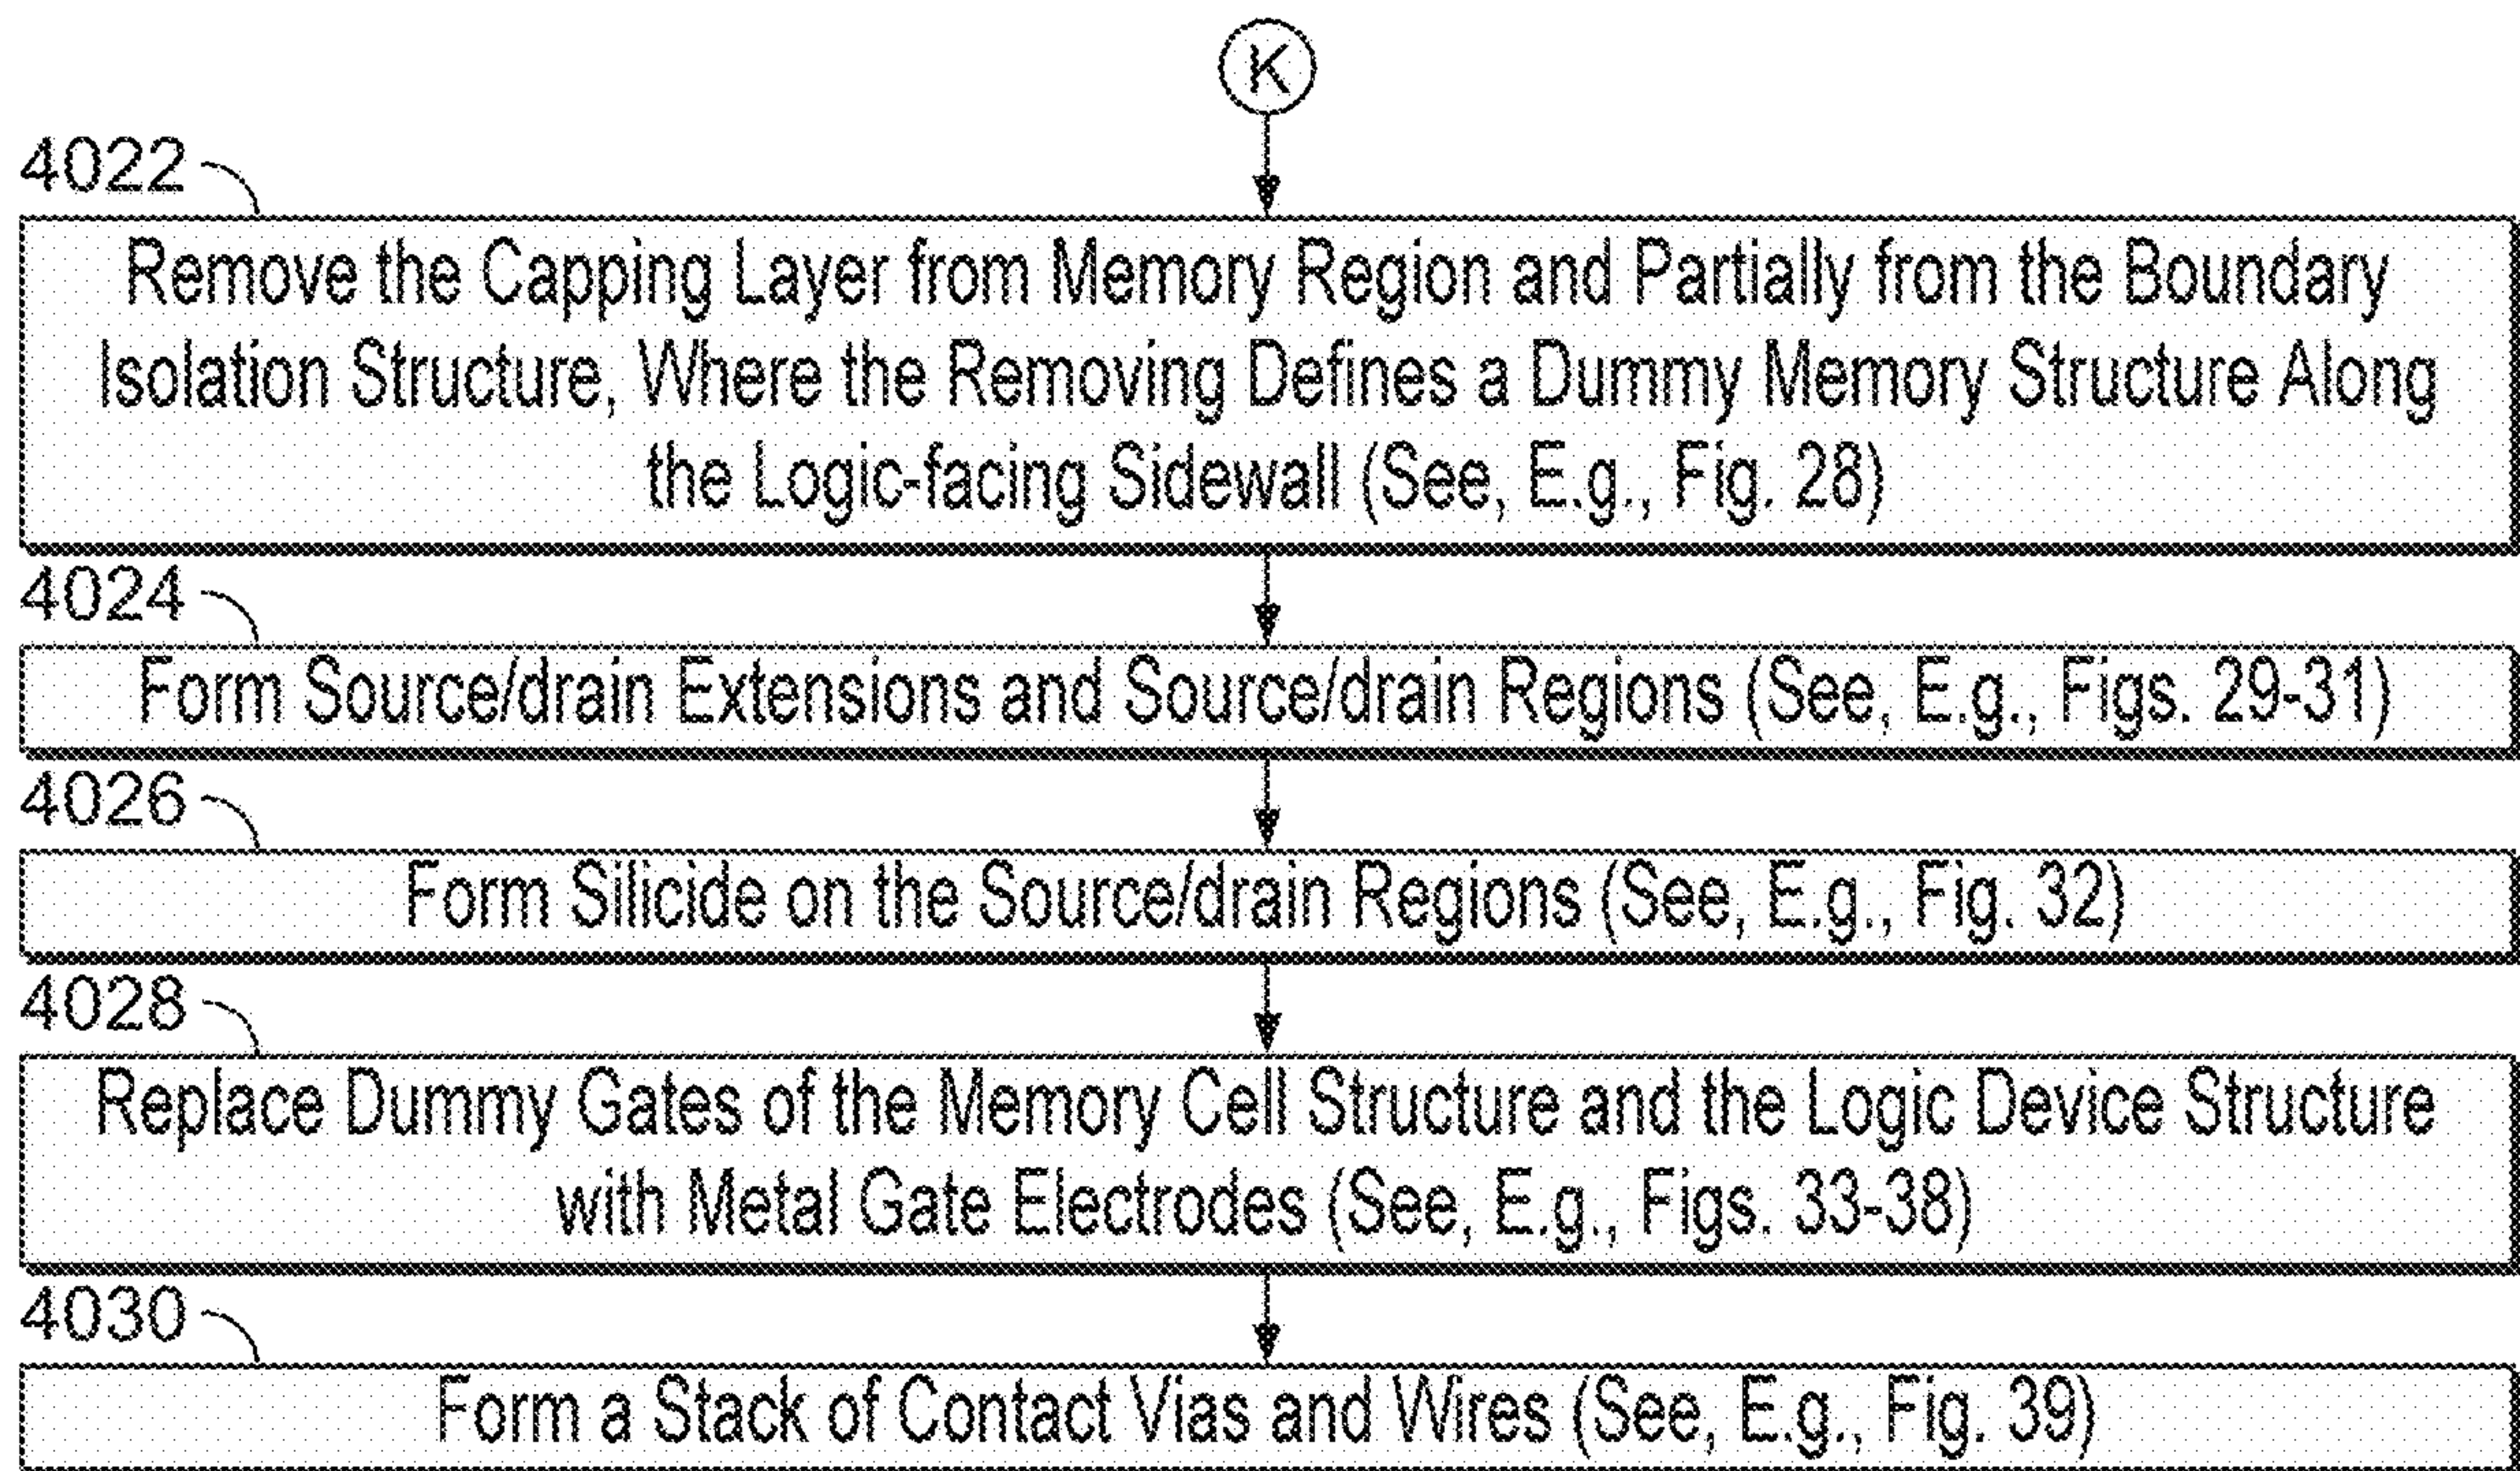 K
4022
Remove the Capping Layer from Memory Region and Partially from the Boundary
Isolation Structure, Where the Removing Defines a Dummy Memory Structure Along
the Logic-facing Sidewall (See, E.g., Fig. 28)
4024
Form Source/drain Extensions and Source/drain Regions (See, E.g., Figs. 29-31)
4026
Form Silicide on the Source/drain Regions (See, E.g., Fig. 32)
4028
Replace Dummy Gates of the Memory Cell Structure and the Logic Device Structure
with Metal Gate Electrodes (See, E.g., Figs. 33-38)
4030
Form a Stack of Contact Vias and Wires (See, E.g., Fig. 39)